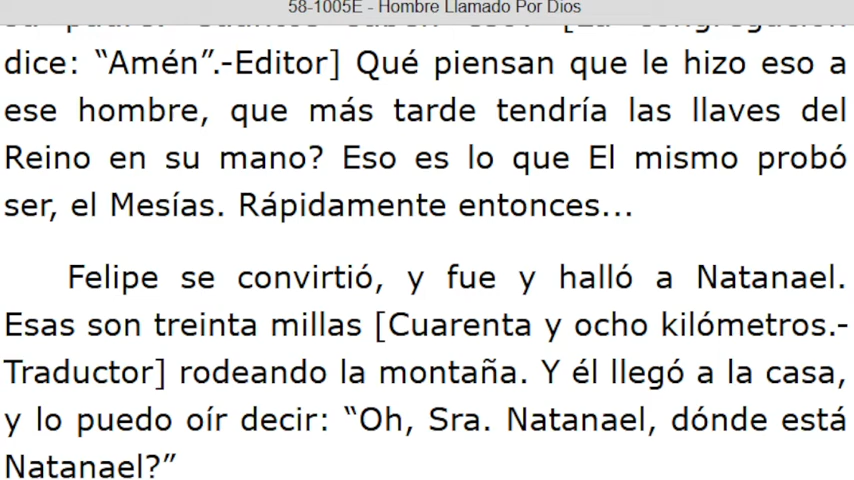 58-1005E - Hombre Llamado Por Dios
dice: “Amén”.-Editor] Qué piensan que le hizo eso a
ese hombre, que más tarde tendría las llaves del
Reino en su mano? Eso es lo que El mismo probó
ser, el Mesías. Rápidamente entonces...
Felipe se convirtió, y fue y halló a Natanael.
Esas son treinta millas [Cuarenta y ocho kilómetros.-
Traductor] rodeando la montaña. Y él llegó a la casa,
y lo puedo oír decir: “Oh, Sra. Natanael, dónde está
Natanael?”